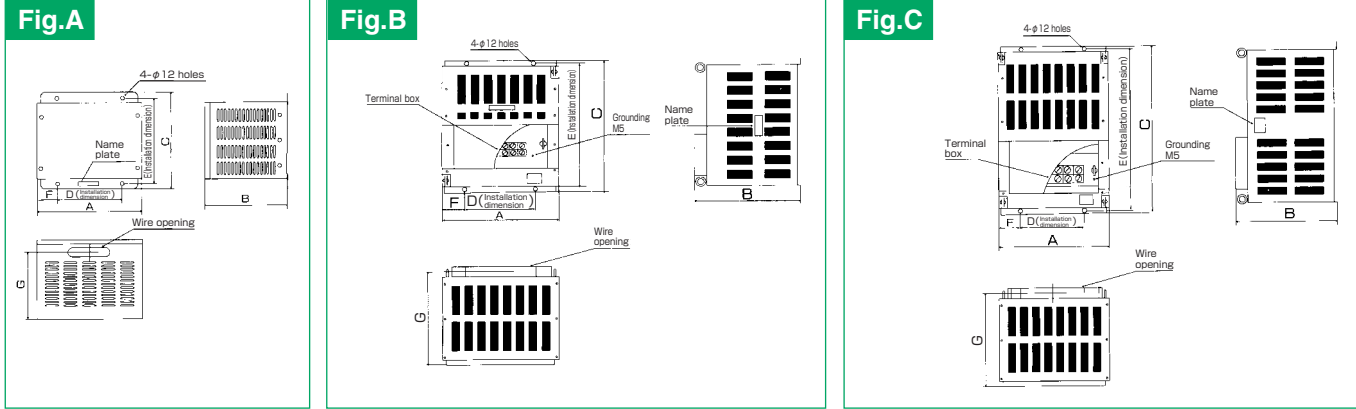 Fig.A
4-φ12 holes
E(Installation dimension)
C
Name
plate
F
D(Installation
dimension)
A
B
Wire opening
G
Fig.B
4-φ12 holes
Terminal box
E(Installation dimension)
C
Grounding
M5
Name
plate
F
D(Installation
dimension)
A
B
Wire
opening
G
Fig.C
4-φ12 holes
Terminal
box
E(Installation dimension)
C
Grounding
M5
Name
plate
F
D(Installation
dimension)
A
B
Wire
opening
G